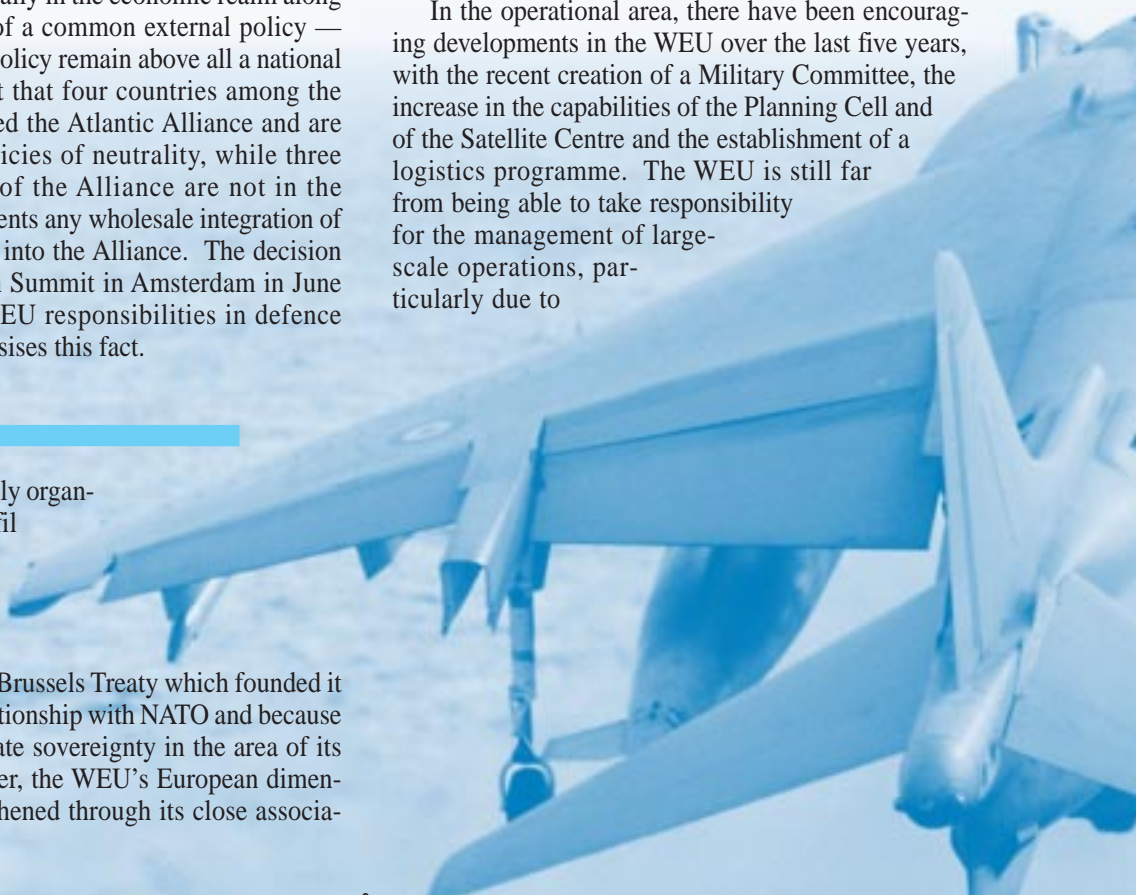 ally in the economic realm along
of a common external policy —
olicy remain above all a national
t that four countries among the
ed the Atlantic Alliance and are
icies of neutrality, while three
of the Alliance are not in the
ents any wholesale integration of
into the Alliance. The decision
Summit in Amsterdam in June
EU responsibilities in defence
sises this fact.
ly organ-
fil
Brussels Treaty which founded it
tionship with NATO and because
ate sovereignty in the area of its
er, the WEU's European dimen-
hened through its close associa-
In the operational area, there have been encourag-
ing developments in the WEU over the last five years,
with the recent creation of a Military Committee, the
increase in the capabilities of the Planning Cell and
of the Satellite Centre and the establishment of a
logistics programme. The WEU is still far
from being able to take responsibility
for the management of large-
scale operations, par-
ticularly due to